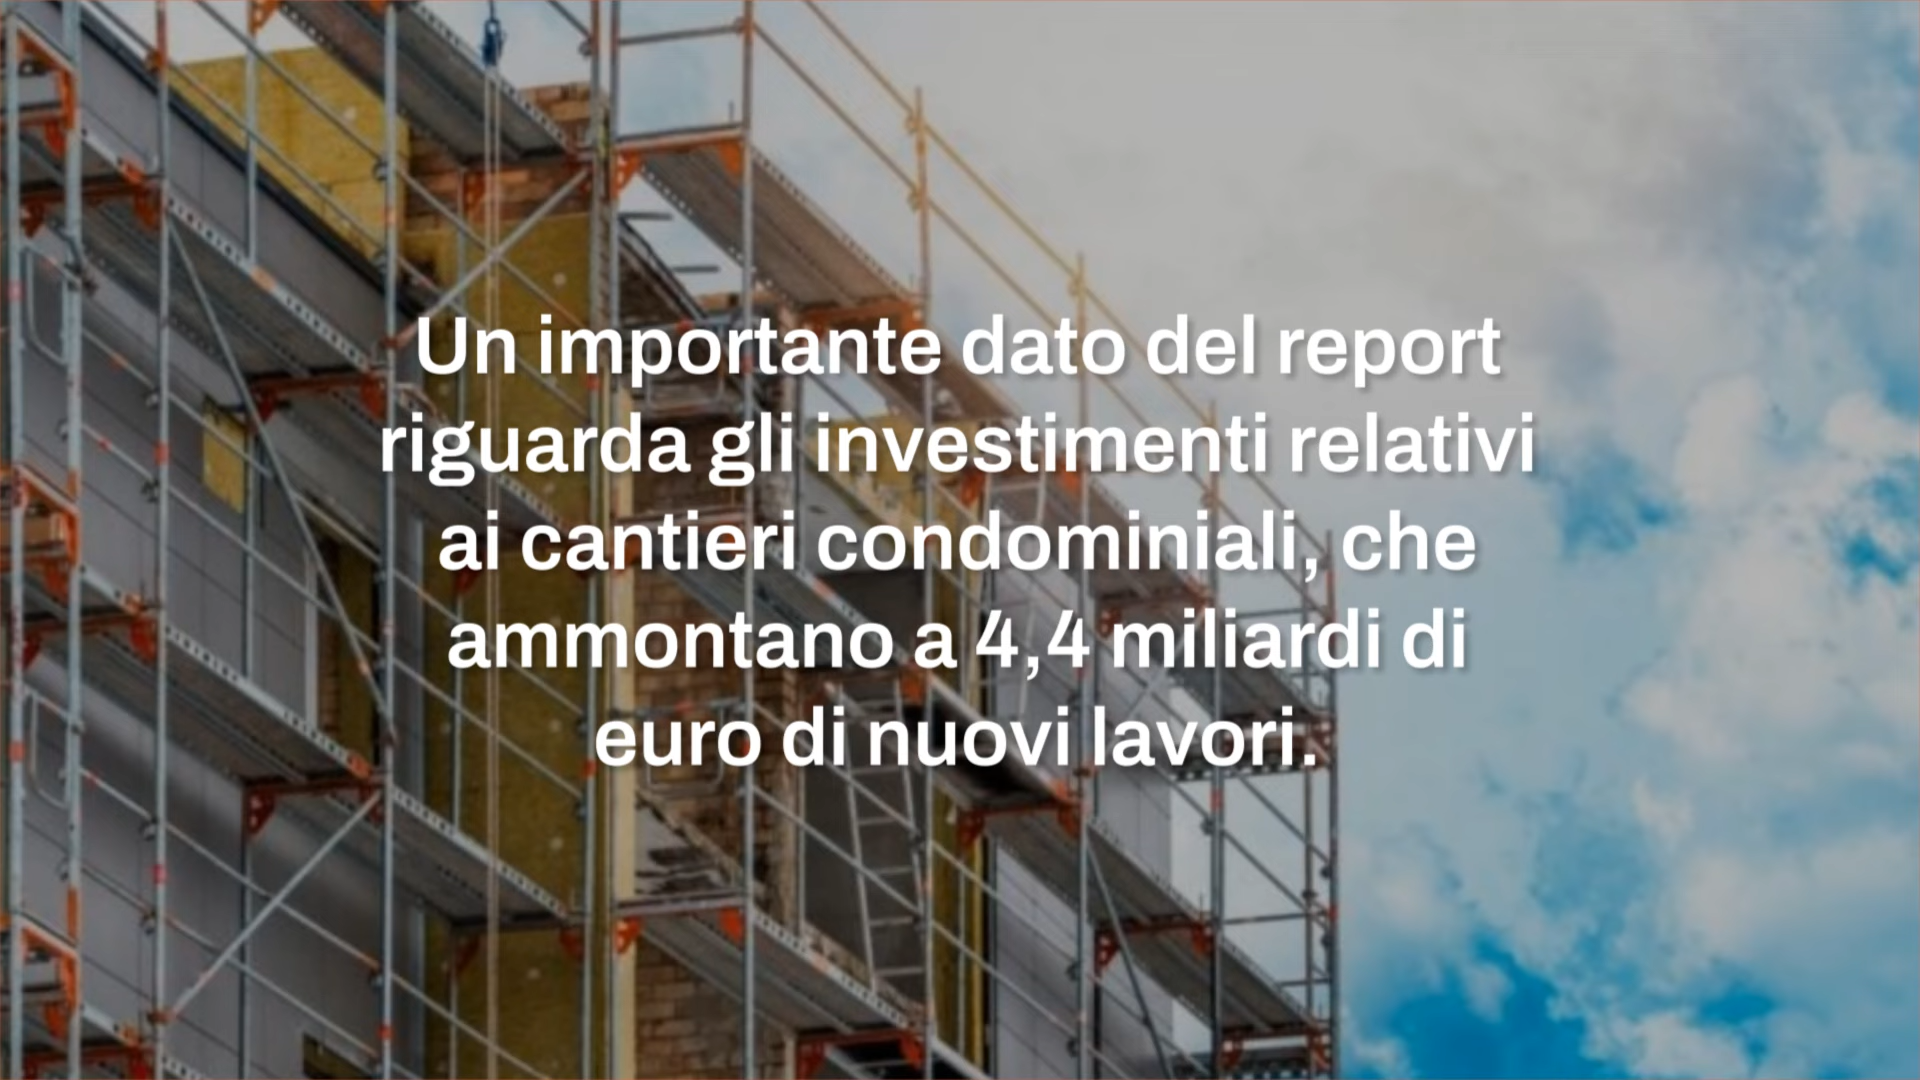 Un importante dato del report
riguarda gli investimenti relativi
ai cantieri condominiali, che
ammontano a 4,4 miliardi di
euro di nuovi lavori.